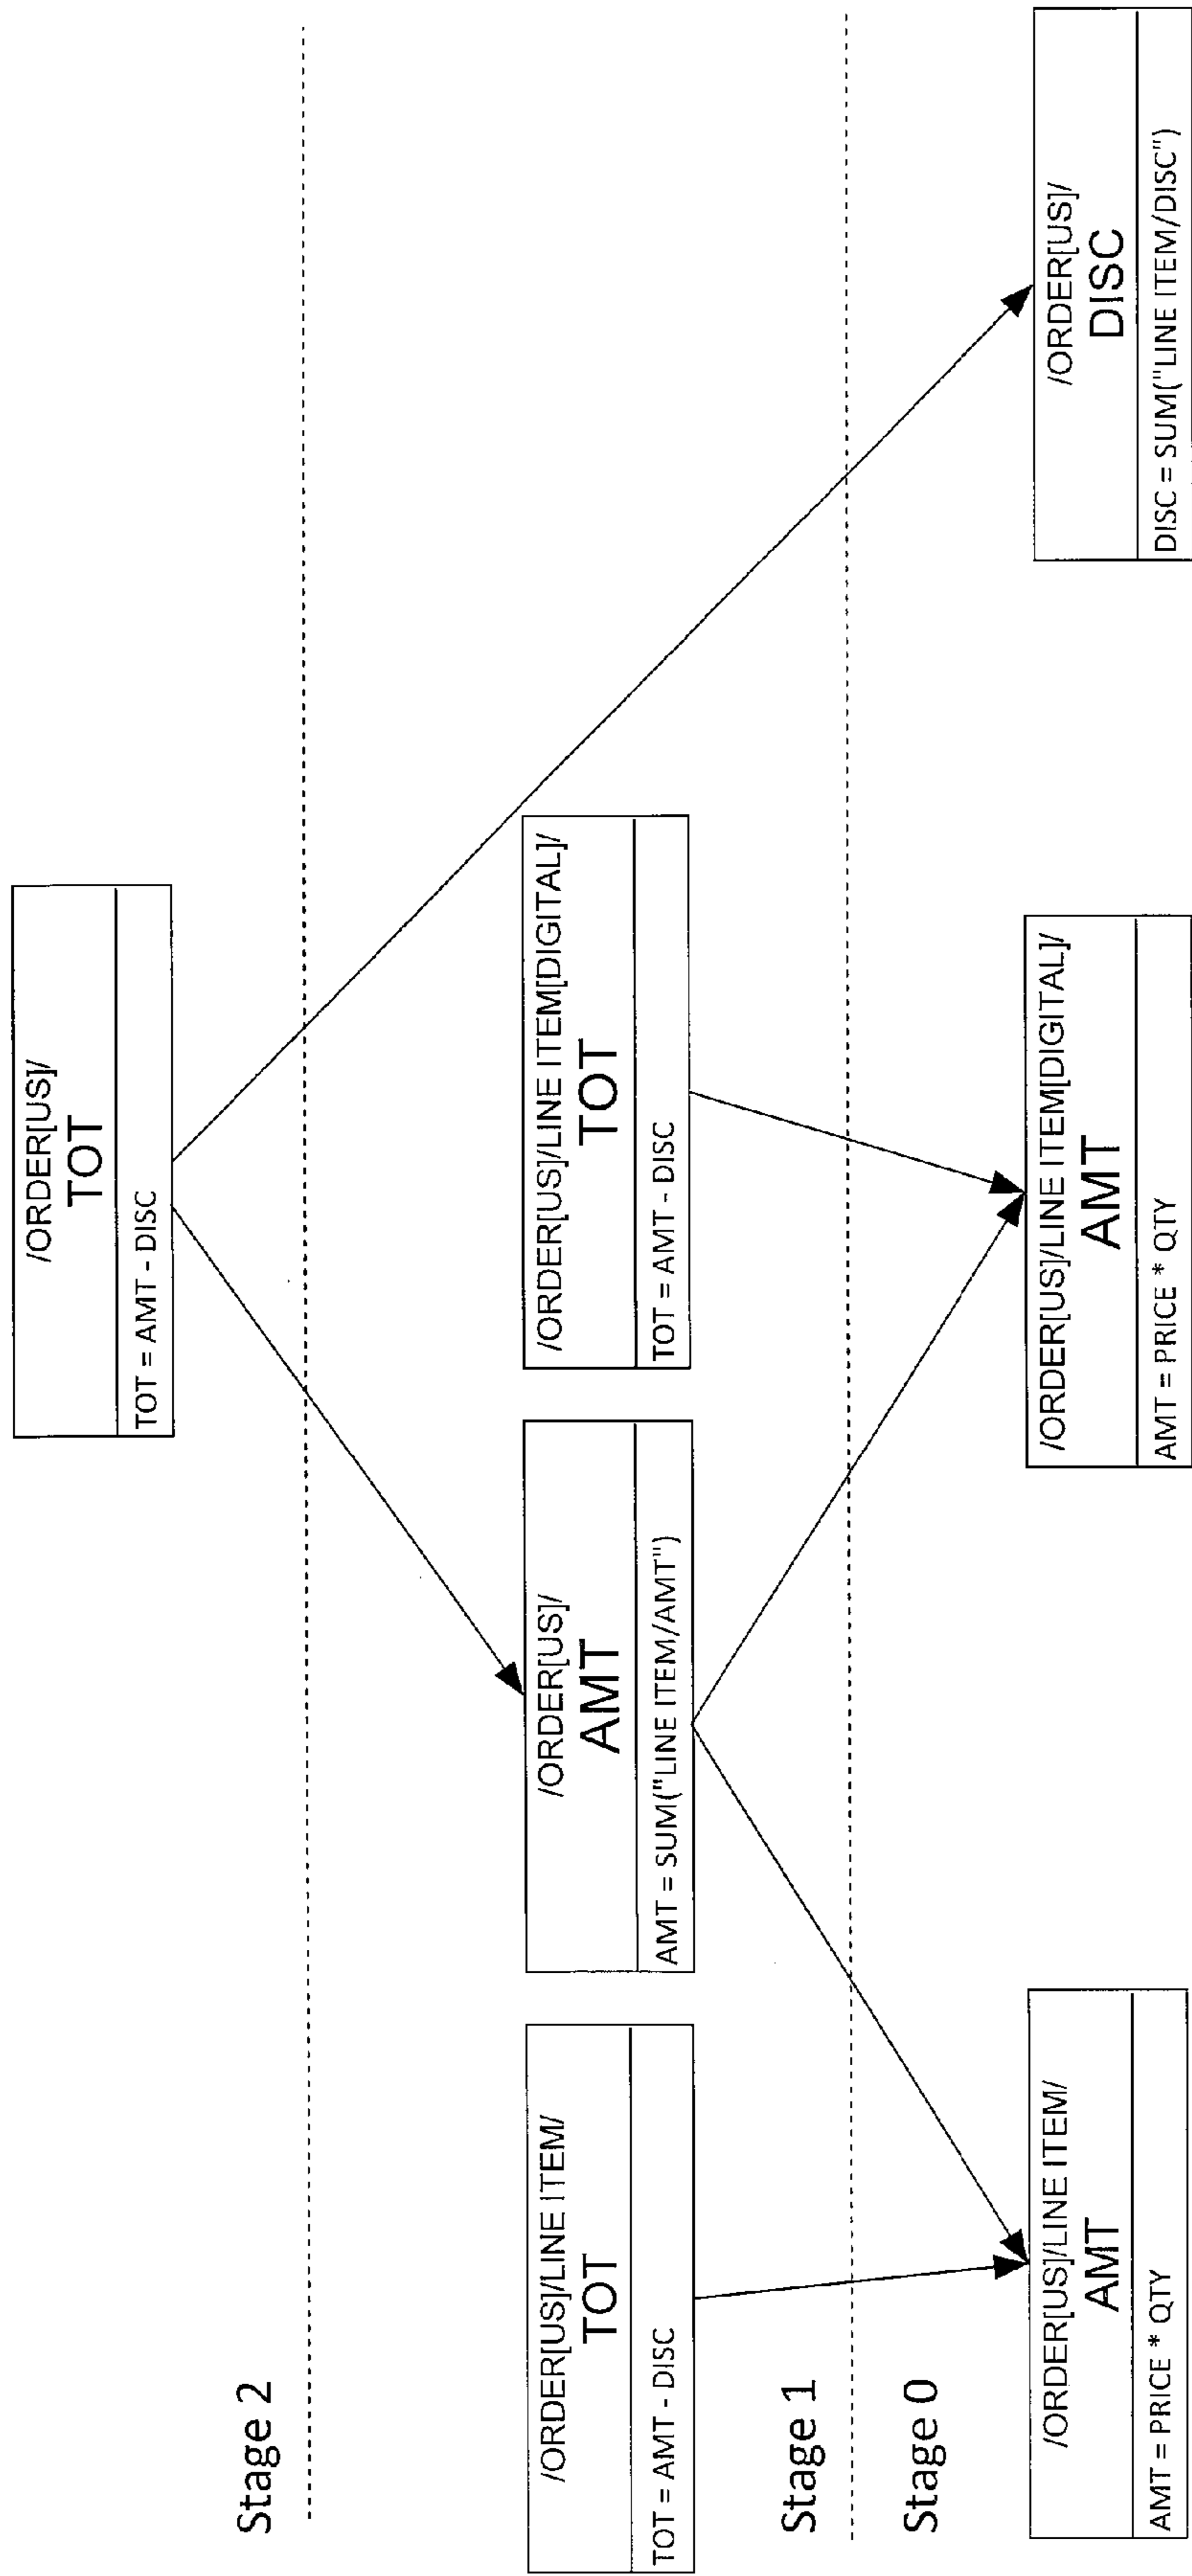 /ORDER[US]/
TOT
TOT = AMT - DISC
Stage 2
/ORDER[US]/LINE ITEM/
TOT
TOT = AMT - DISC
/ORDER[US]/
AMT
AMT = SUM("LINE ITEM/AMT")
/ORDER[US]/LINE ITEM[DIGITAL]/
TOT
TOT = AMT - DISC
Stage 1
Stage 0
/ORDER[US]/LINE ITEM/
AMT
AMT = PRICE * QTY
/ORDER[US]/LINE ITEM[DIGITAL]/
AMT
AMT = PRICE * QTY
/ORDER[US]/
DISC
DISC = SUM("LINE ITEM/DISC")